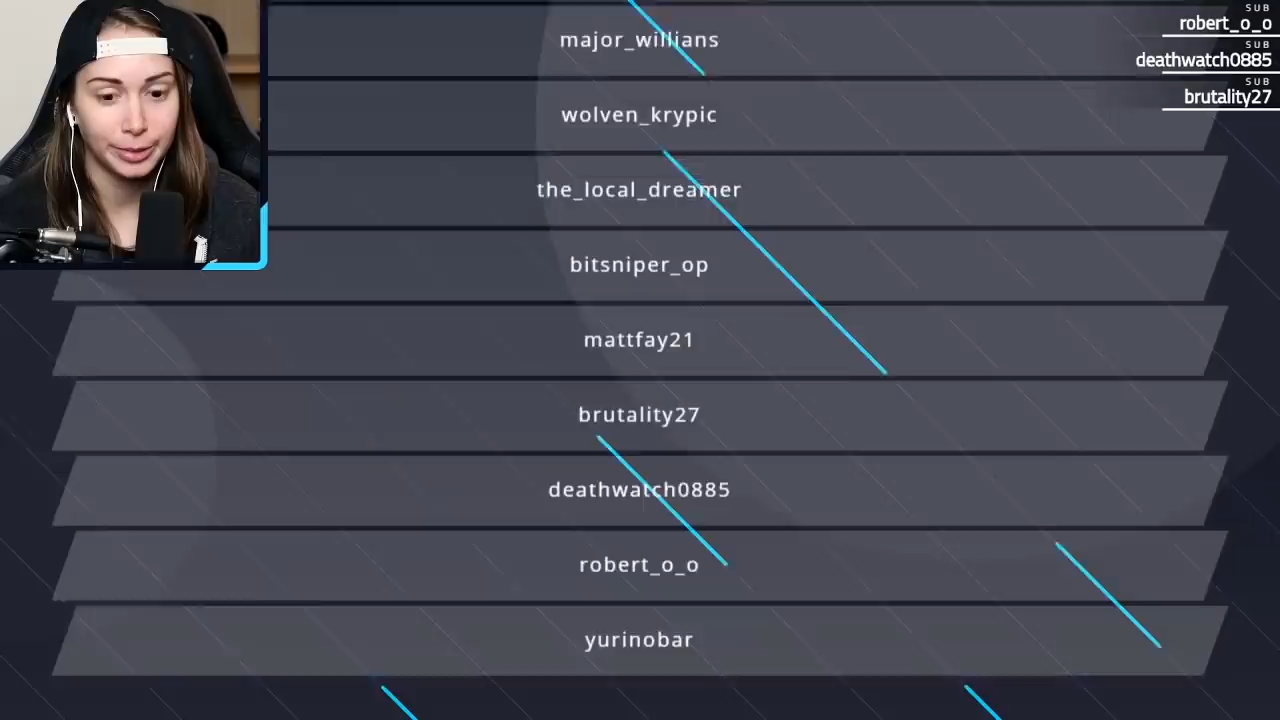 major_willians
wolven_krypic
the_local_dreamer
bitsniper_op
mattfay21
brutality27
deathwatch0885
robert_o_o
yurinobar
SUB
robert_o_o
SUB
deathwatch0885
SUB
brutality27